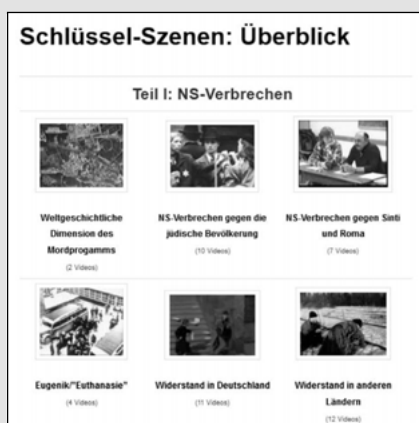 Schlüssel-Szenen: Überblick
Teil I: NS-Verbrechen
Weltgeschichtliche
Dimension des
Mordprogamms
(2 Videos)
NS-Verbrechen gegen die
jüdische Bevölkerung
(10 Videos)
NS-Verbrechen gegen Sinti
und Roma
(7 Videos)
Eugenik/"Euthanasie"
(4 Videos)
Widerstand in Deutschland
(11 Videos)
Widerstand in anderen
Ländern
(12 Videos)